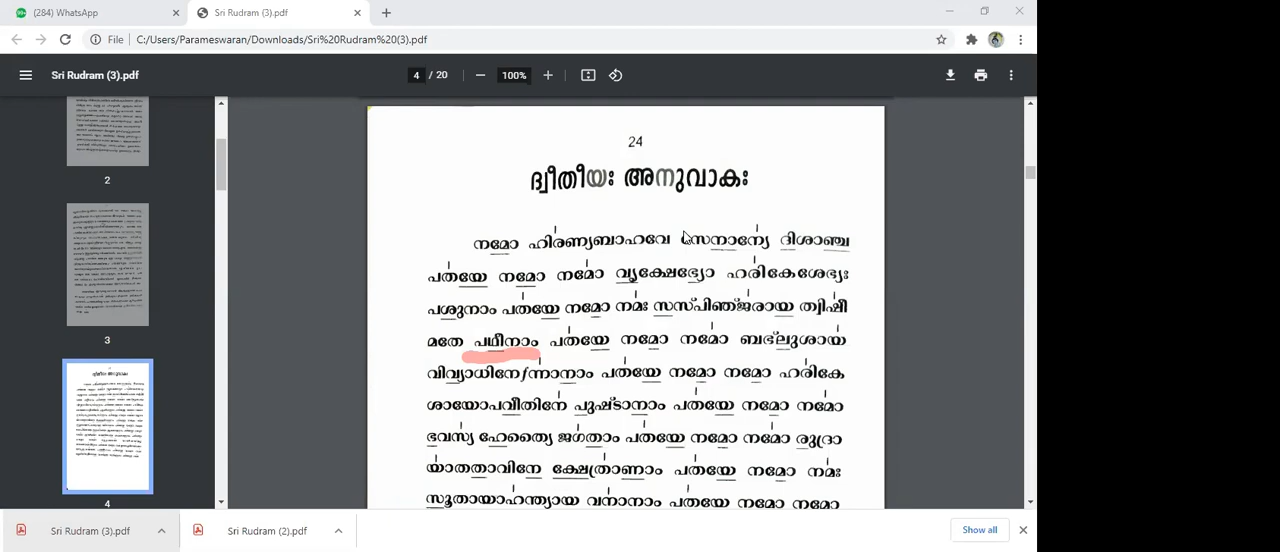 (284) WhatsApp
Sri Rudram (3).pdf
File
C:/Users/Parameswaran/Downloads/Sri%20Rudram%20(3).pdf
Sri Rudram (3).pdf
4 / 20
100%
2
3
4
24
ദ്വിതീയഃ അനുവാകഃ
നമോ ഹിരണ്യബാഹവേ സേനാന്യേ ദിശാഞ്ച
പതയേ നമോ നമോ വൃക്ഷേഭ്യോ ഹരികേശേഭ്യഃ
പശുനാം പതയേ നമോ നമഃ സസ്പിഞ്ജരായ ത്വിഷീ
മതേ പഥീനാം പതയേ നമോ നമോ ബഭ്ലുശായ
വിവ്യാധിനേ/ന്നാനാം പതയേ നമോ നമോ ഹരികേ
ശായോപവിതിനേ പുഷ്ടാനാം പതയേ നമോ നമോ
ഭവസ്യ ഹേത്യൈ ജഗതാം പതയേ നമോ നമോ രുദ്രാ
യാതതാവിനേ ക്ഷേത്രാണാം പതയേ നമോ നമഃ
സൂതായാഹന്ത്യായ വനാനാം പതയേ നമോ നമോ
Sri Rudram (3).pdf
Sri Rudram (2).pdf
Show all